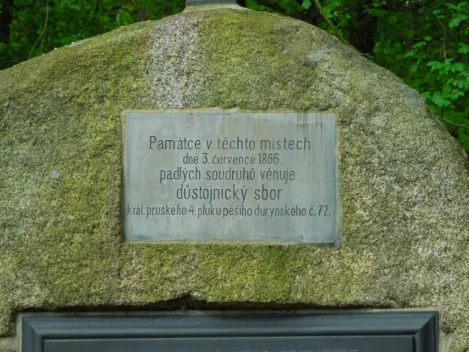 Památce v těchto místech
dne 3. července 1866.
padlých soudruhů věnuje
důstojnický sbor
král. pruského 4. pluku pěšího durynského č. 72.